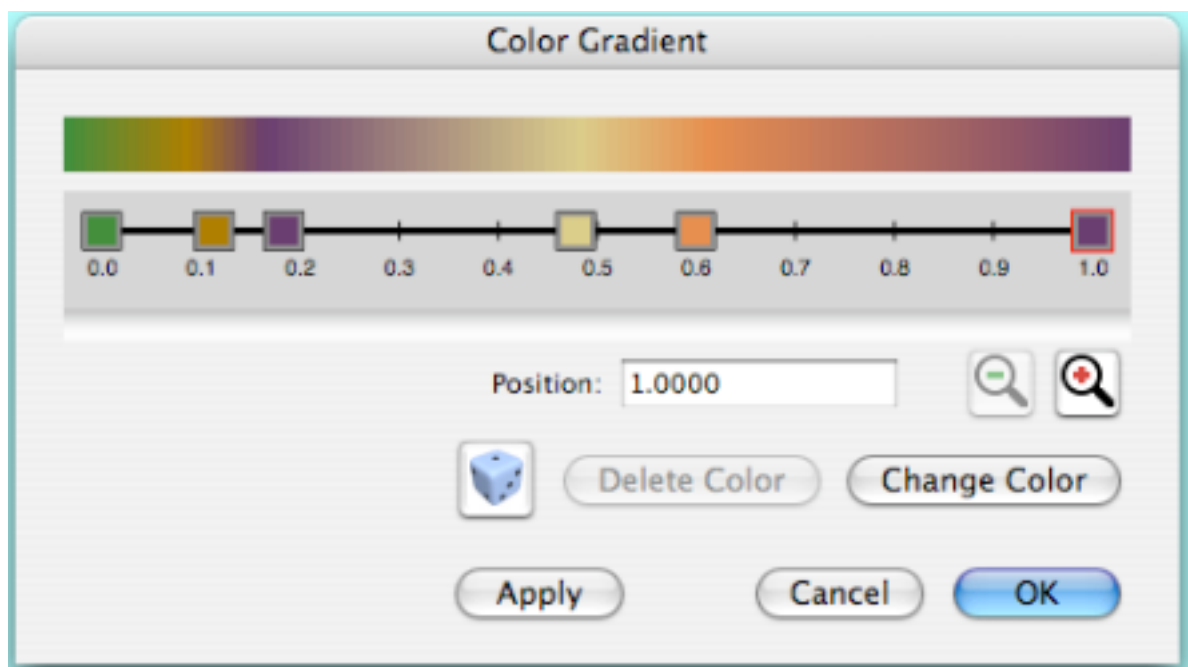 Color Gradient
0.0 0.1 0.2 0.3 0.4 0.5 0.6 0.7 0.8 0.9 1.0
Position: 1.0000
Delete Color Change Color
Apply Cancel OK